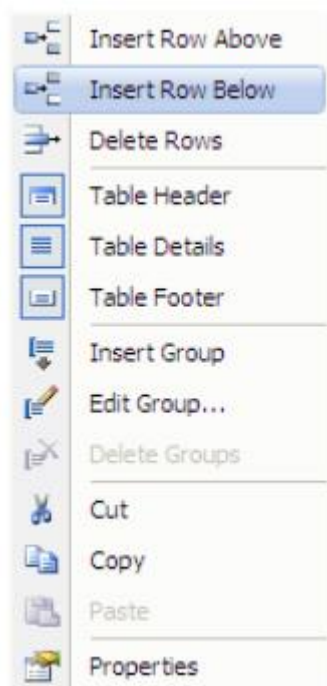 Insert Row Above
Insert Row Below
Delete Rows
Table Header
Table Details
Table Footer
Insert Group
Edit Group...
Delete Groups
Cut
Copy
Paste
Properties